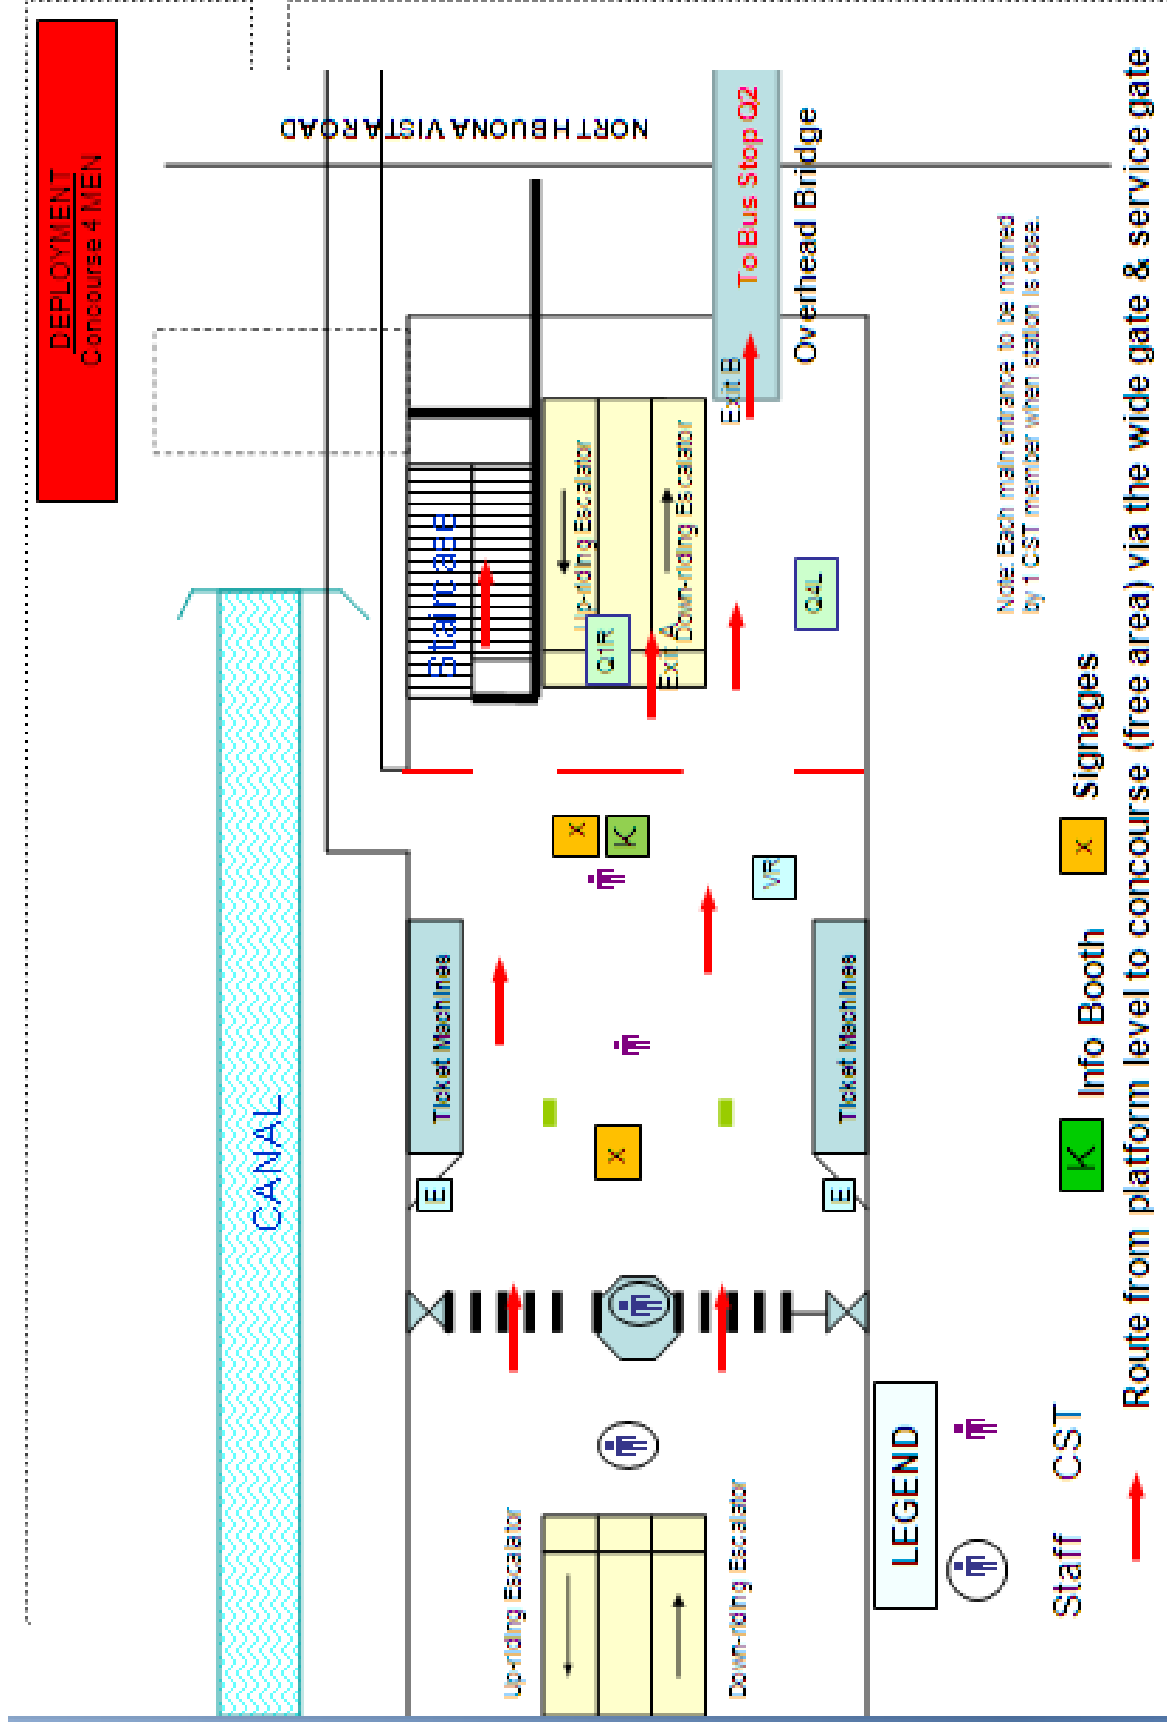 DEPLOYMENT
Concourse 4 MEN
NORTH BUONA VISTA ROAD
CANAL
Staircase
Up-riding Escalator
Down-riding Escalator
Q1R
Exit A
Q4L
Exit B
To Bus Stop Q2
Overhead Bridge
X
K
VR
Ticket Machines
Ticket Machines
X
E
E
Up-riding Escalator
Down-riding Escalator
Note: Each main entrance to be manned
by 1 CST member when station is close.
LEGEND
Staff
CST
K
Info Booth
X
Signages
Route from platform level to concourse (free area) via the wide gate & service gate